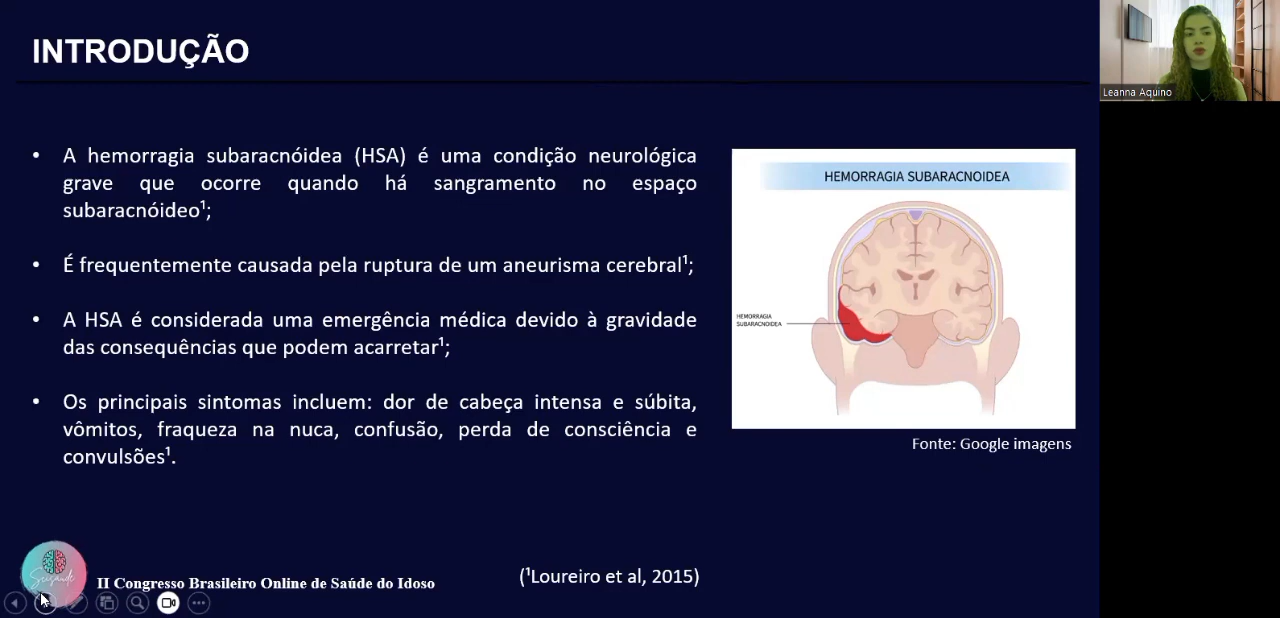 INTRODUÇÃO
Leanna Aquino
• A hemorragia subaracnóidea (HSA) é uma condição neurológica
grave que ocorre quando há sangramento no espaço
subaracnóideo¹;
• É frequentemente causada pela ruptura de um aneurisma cerebral¹;
• A HSA é considerada uma emergência médica devido à gravidade
das consequências que podem acarretar¹;
• Os principais sintomas incluem: dor de cabeça intensa e súbita,
vômitos, fraqueza na nuca, confusão, perda de consciência e
convulsões¹.
HEMORRAGIA SUBARACNOIDEA
HEMORRAGIA
SUBARACNOIDEA
Fonte: Google imagens
II Congresso Brasileiro Online de Saúde do Idoso
(¹Loureiro et al, 2015)